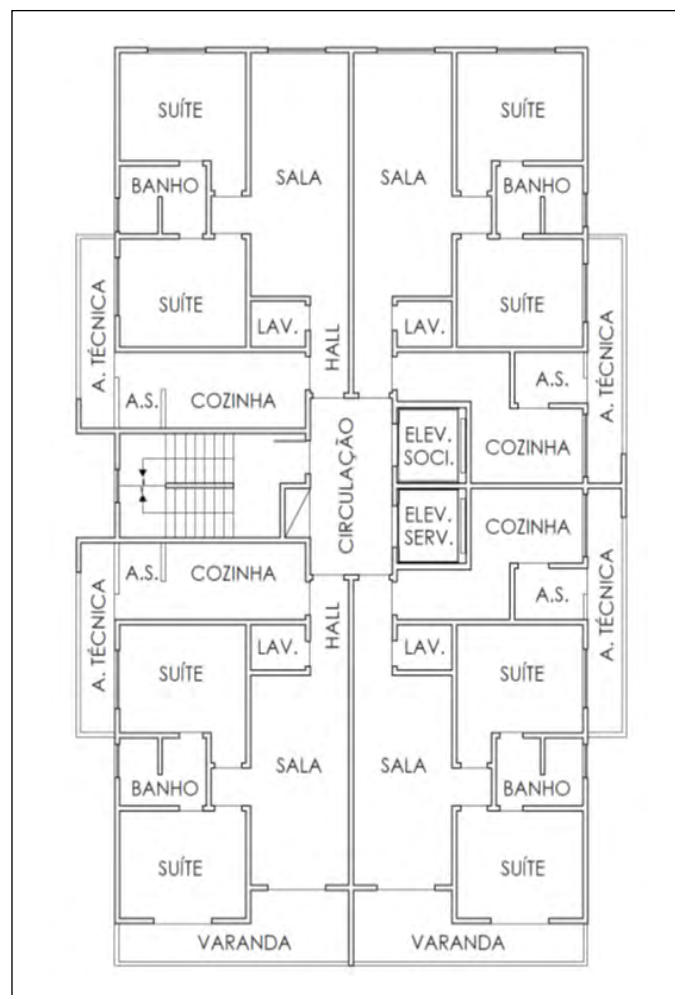 SUÍTE
SUÍTE
BANHO
SALA
SALA
BANHO
SUÍTE
SUÍTE
A. TÉCNICA
LAV.
HALL
LAV.
A.S.
A. TÉCNICA
A.S.
COZINHA
CIRCULAÇÃO
ELEV.
SOCI.
COZINHA
ELEV.
SERV.
COZINHA
A. TÉCNICA
A.S.
COZINHA
HALL
A.S.
A. TÉCNICA
LAV.
LAV.
SUÍTE
SUÍTE
BANHO
SALA
SALA
BANHO
SUÍTE
SUÍTE
VARANDA
VARANDA